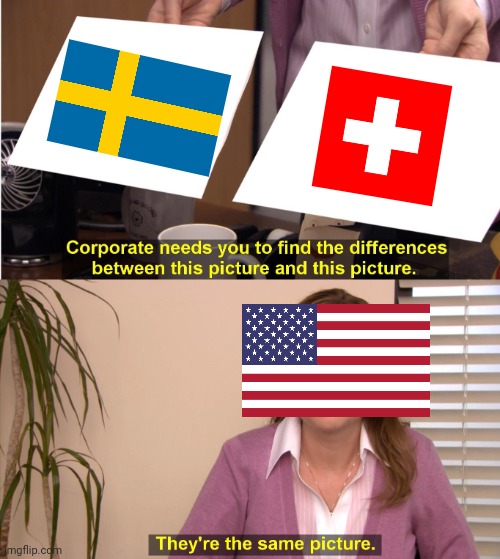 Corporate needs you to find the differences
between this picture and this picture.
They're the same picture.
imgflip.com